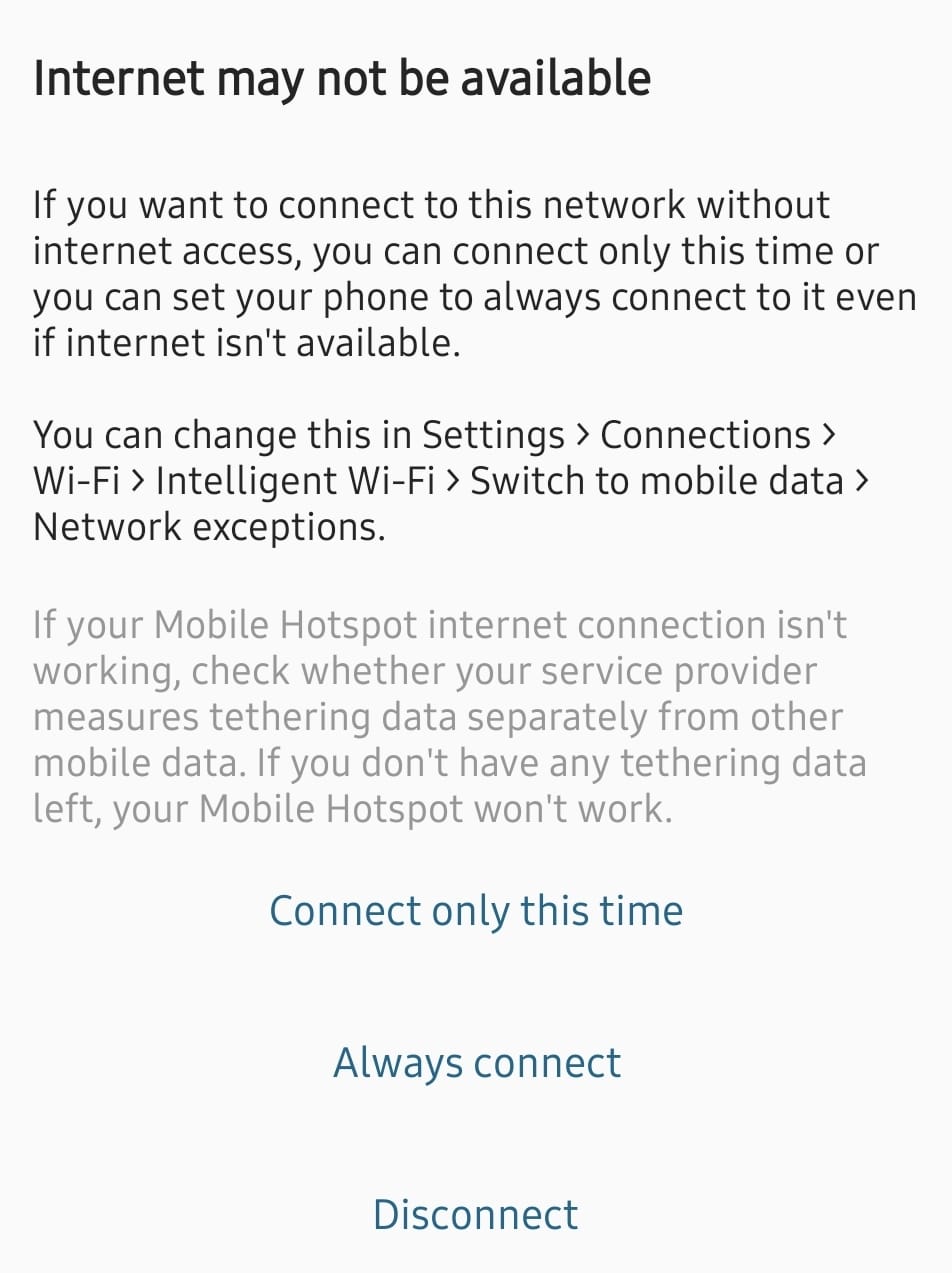 Internet may not be available
If you want to connect to this network without
internet access, you can connect only this time or
you can set your phone to always connect to it even
if internet isn't available.
You can change this in Settings > Connections >
Wi-Fi > Intelligent Wi-Fi > Switch to mobile data >
Network exceptions.
If your Mobile Hotspot internet connection isn't
working, check whether your service provider
measures tethering data separately from other
mobile data. If you don't have any tethering data
left, your Mobile Hotspot won't work.
Connect only this time
Always connect
Disconnect